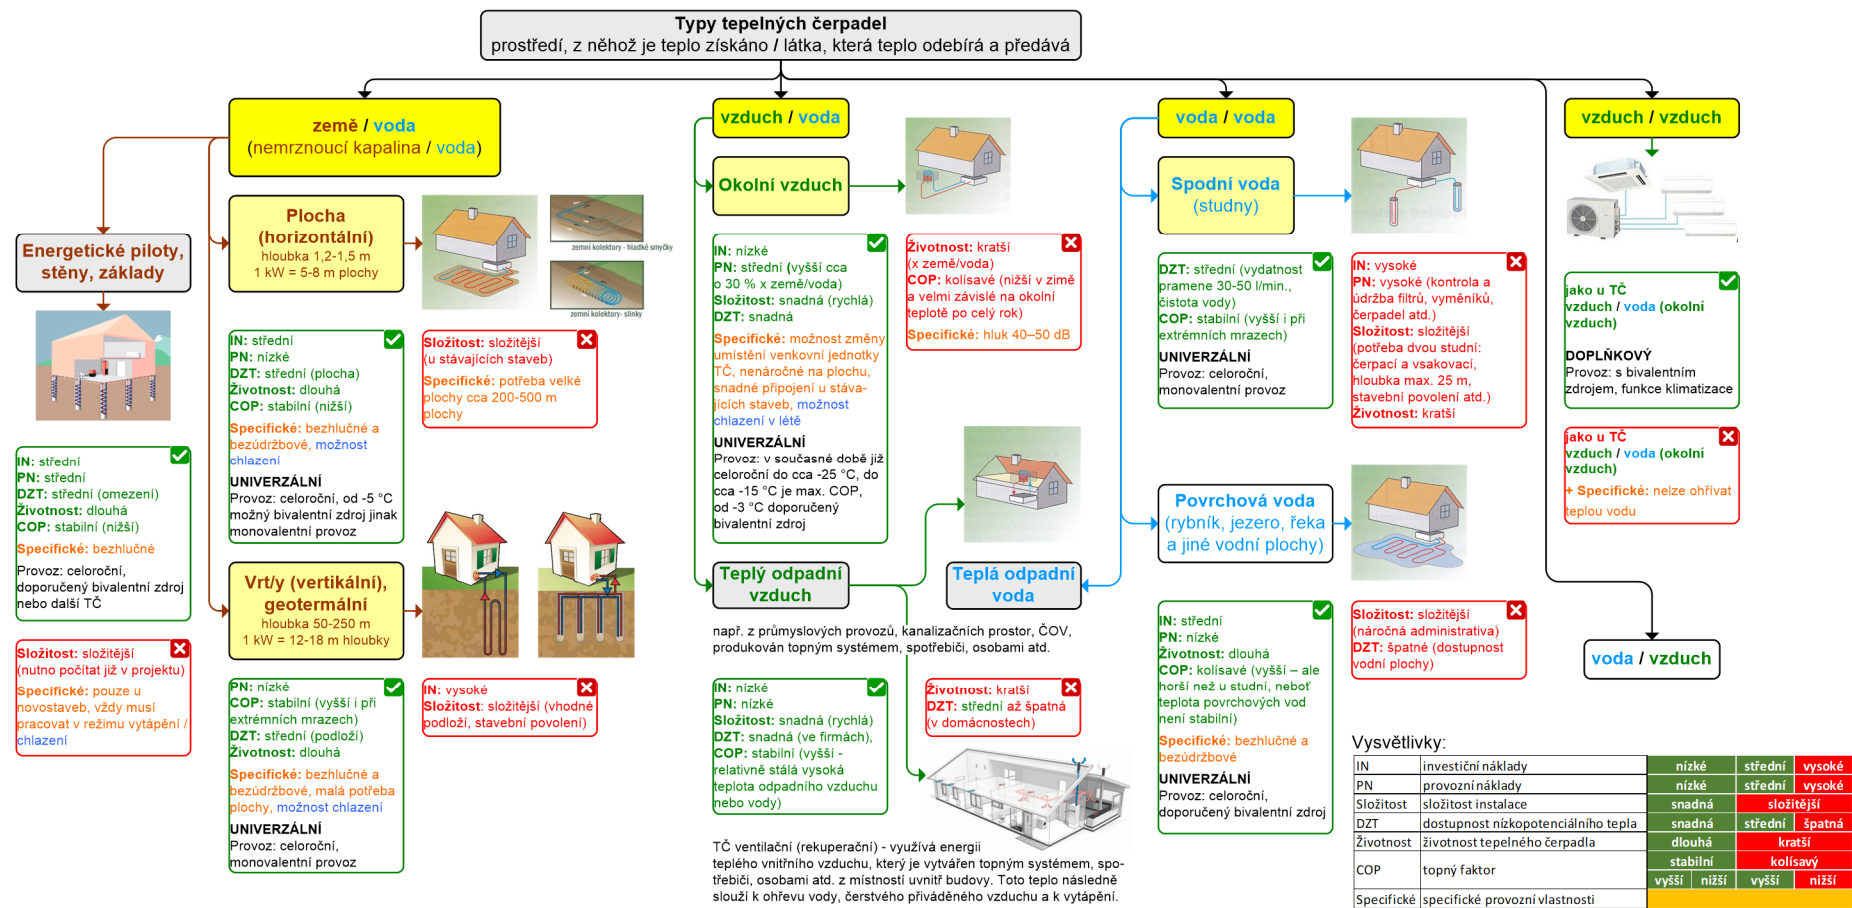 Typy tepelných čerpadel
prostředí, z něhož je teplo získáno / látka, která teplo odebírá a předává
země / voda
(nemrznoucí kapalina / voda)
Energetické piloty,
stěny, základy
IN: střední
PN: střední
DZT: střední (omezení)
Životnost: dlouhá
COP: stabilní (nižší)
Specifické: bezhlučné
Provoz: celoroční,
doporučený bivalentní zdroj
nebo další TČ
Složitost: složitější
(nutno počítat již v projektu)
Specifické: pouze u
novostaveb, vždy musí
pracovat v režimu vytápění /
chlazení
Plocha
(horizontální)
hloubka 1,2-1,5 m
1 kW = 5-8 m plochy
zemní kolektory - hladké smyčky
zemní kolektory- slinky
IN: střední
PN: nízké
DZT: střední (plocha)
Životnost: dlouhá
COP: stabilní (nižší)
Specifické: bezhlučné a
bezúdržbové, možnost
chlazení
UNIVERZÁLNÍ
Provoz: celoroční, od -5 °C
možný bivalentní zdroj jinak
monovalentní provoz
Složitost: složitější
(u stávajících staveb)
Specifické: potřeba velké
plochy cca 200-500 m
plochy
Vrt/y (vertikální),
geotermální
hloubka 50-250 m
1 kW = 12-18 m hloubky
PN: nízké
COP: stabilní (vyšší i při
extrémních mrazech)
DZT: střední (podloží)
Životnost: dlouhá
Specifické: bezhlučné a
bezúdržbové, malá potřeba
plochy, možnost chlazení
UNIVERZÁLNÍ
Provoz: celoroční,
monovalentní provoz
IN: vysoké
Složitost: složitější (vhodné
podloží, stavební povolení)
vzduch / voda
Okolní vzduch
IN: nízké
PN: střední (vyšší cca
o 30 % x země/voda)
Složitost: snadná (rychlá)
DZT: snadná
Specifické: možnost změny
umístění venkovní jednotky
TČ, nenáročné na plochu,
snadné připojení u stáva-
jících staveb, možnost
chlazení v létě
UNIVERZÁLNÍ
Provoz: v současné době již
celoroční do cca -25 °C, do
cca -15 °C je max. COP,
od -3 °C doporučený
bivalentní zdroj
Životnost: kratší
(x země/voda)
COP: kolísavé (nižší v zimě
a velmi závislé na okolní
teplotě po celý rok)
Specifické: hluk 40–50 dB
Teplý odpadní
vzduch
Teplá odpadní
voda
např. z průmyslových provozů, kanalizačních prostor, ČOV,
produkován topným systémem, spotřebiči, osobami atd.
IN: nízké
PN: nízké
Složitost: snadná (rychlá)
DZT: snadná (ve firmách),
COP: stabilní (vyšší -
relativně stálá vysoká
teplota odpadního vzduchu
nebo vody)
Životnost: kratší
DZT: střední až špatná
(v domácnostech)
TČ ventilační (rekuperační) - využívá energii
teplého vnitřního vzduchu, který je vytvářen topným systémem, spo-
třebiči, osobami atd. z místností uvnitř budovy. Toto teplo následně
slouží k ohřevu vody, čerstvého přiváděného vzduchu a k vytápění.
voda / voda
Spodní voda
(studny)
DZT: střední (vydatnost
pramene 30-50 l/min.,
čistota vody)
COP: stabilní (vyšší i při
extrémních mrazech)
UNIVERZÁLNÍ
Provoz: celoroční,
monovalentní provoz
IN: vysoké
PN: vysoké (kontrola a
údržba filtrů, vyměníků,
čerpadel atd.)
Složitost: složitější
(potřeba dvou studní:
čerpací a vsakovací,
hloubka max. 25 m,
stavební povolení atd.)
Životnost: kratší
Povrchová voda
(rybník, jezero, řeka
a jiné vodní plochy)
IN: střední
PN: nízké
Životnost: dlouhá
COP: kolísavé (vyšší – ale
horší než u studní, neboť
teplota povrchových vod
není stabilní)
Specifické: bezhlučné a
bezúdržbové
UNIVERZÁLNÍ
Provoz: celoroční,
doporučený bivalentní zdroj
Složitost: složitější
(náročná administrativa)
DZT: špatné (dostupnost
vodní plochy)
vzduch / vzduch
jako u TČ
vzduch / voda (okolní
vzduch)
DOPLŇKOVÝ
Provoz: s bivalentním
zdrojem, funkce klimatizace
jako u TČ
vzduch / voda (okolní
vzduch)
+ Specifické: nelze ohřívat
teplou vodu
voda / vzduch
Vysvětlivky:
IN investiční náklady nízké střední vysoké
PN provozní náklady nízké střední vysoké
Složitost složitost instalace snadná složitější
DZT dostupnost nízkopotenciálního tepla snadná střední špatná
Životnost životnost tepelného čerpadla dlouhá kratší
COP topný faktor stabilní kolísavý
vyšší nižší vyšší nižší
Specifické specifické provozní vlastnosti